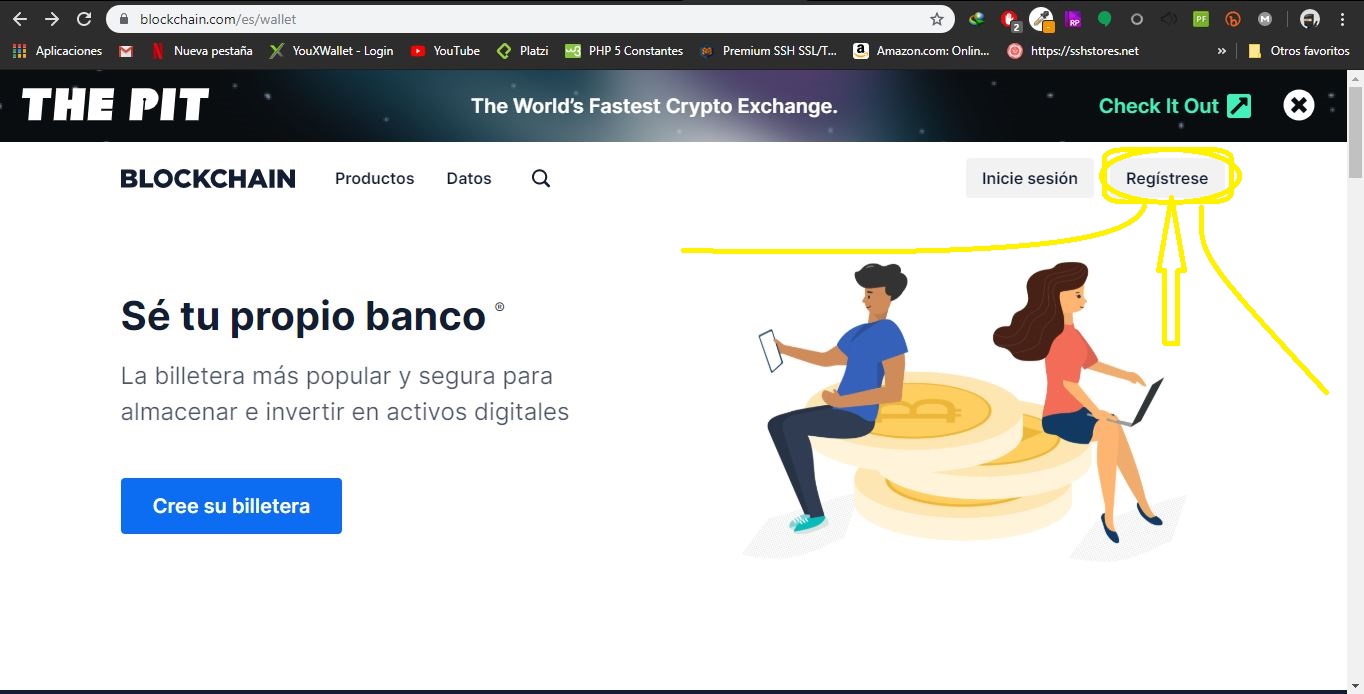 blockchain.com/es/wallet
2
RP
PF
M
Aplicaciones
Nueva pestaña
YouXWallet - Login
YouTube
Platzi
PHP 5 Constantes
Premium SSH SSL/T...
Amazon.com: Onlin...
https://sshstores.net
»
Otros favoritos
THE PIT
The World's Fastest Crypto Exchange.
Check It Out
BLOCKCHAIN
Productos
Datos
Inicie sesión
Regístrese
Sé tu propio banco ®
La billetera más popular y segura para
almacenar e invertir en activos digitales
Cree su billetera